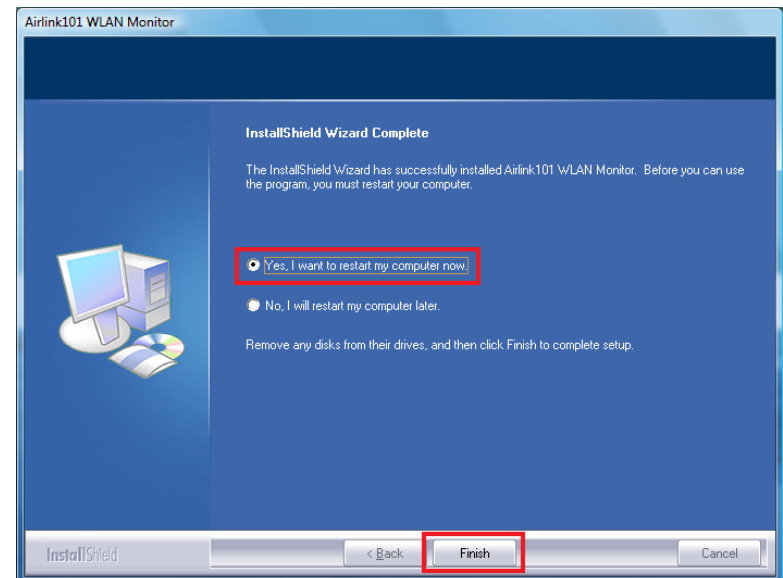 Airlink101 WLAN Monitor
InstallShield Wizard Complete
The InstallShield Wizard has successfully installed Airlink101 WLAN Monitor.  Before you can use
the program, you must restart your computer.
Yes, I want to restart my computer now.
No, I will restart my computer later.
Remove any disks from their drives, and then click Finish to complete setup.
InstallShield
< Back
Finish
Cancel